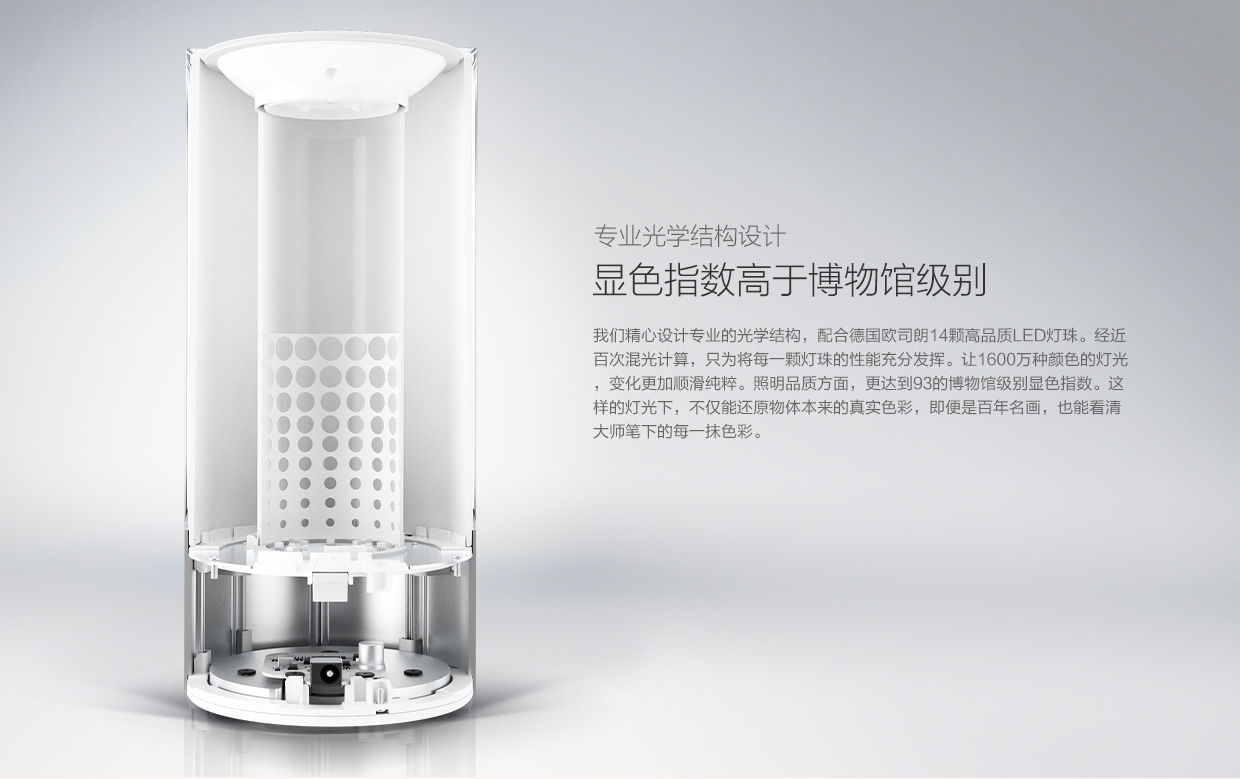 专业光学结构设计
显色指数高于博物馆级别
我们精心设计专业的光学结构，配合德国欧司朗14颗高品质LED灯珠。经近
百次混光计算，只为将每一颗灯珠的性能充分发挥。让1600万种颜色的灯光
，变化更加顺滑纯粹。照明品质方面，更达到93的博物馆级别显色指数。这
样的灯光下，不仅能还原物体本来的真实色彩，即便是百年名画，也能看清
大师笔下的每一抹色彩。